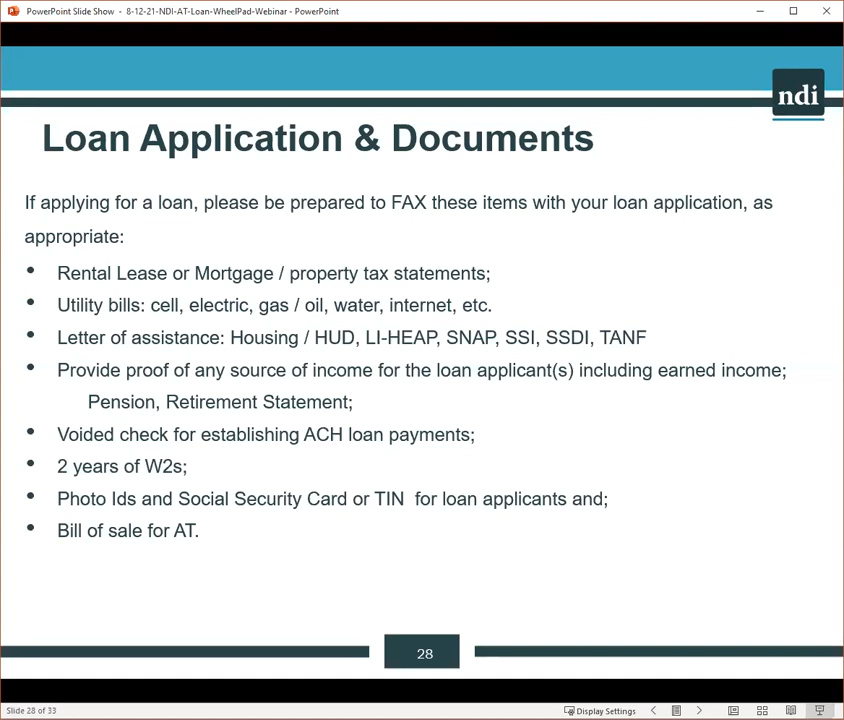 PowerPoint Slide Show - 8-12-21-NDI-AT-Loan-WheelPad-Webinar - PowerPoint
ndi
Loan Application & Documents
If applying for a loan, please be prepared to FAX these items with your loan application, as
appropriate:
• Rental Lease or Mortgage / property tax statements;
• Utility bills: cell, electric, gas / oil, water, internet, etc.
• Letter of assistance: Housing / HUD, LI-HEAP, SNAP, SSI, SSDI, TANF
• Provide proof of any source of income for the loan applicant(s) including earned income;
Pension, Retirement Statement;
• Voided check for establishing ACH loan payments;
• 2 years of W2s;
• Photo Ids and Social Security Card or TIN for loan applicants and;
• Bill of sale for AT.
28
Slide 28 of 33
Display Settings